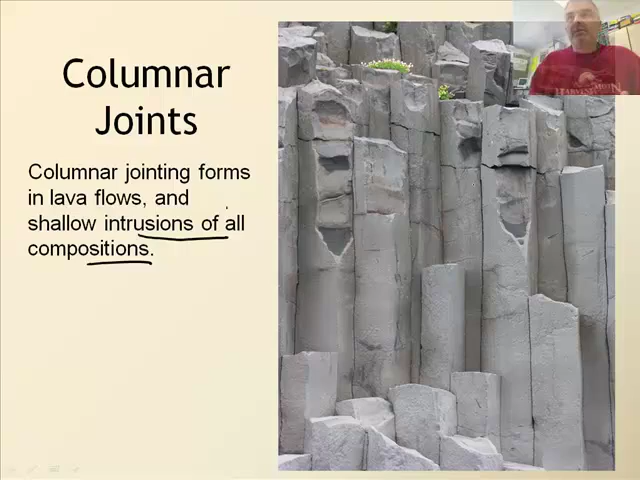 Columnar
Joints
Columnar jointing forms
in lava flows, and
shallow intrusions of all
compositions.